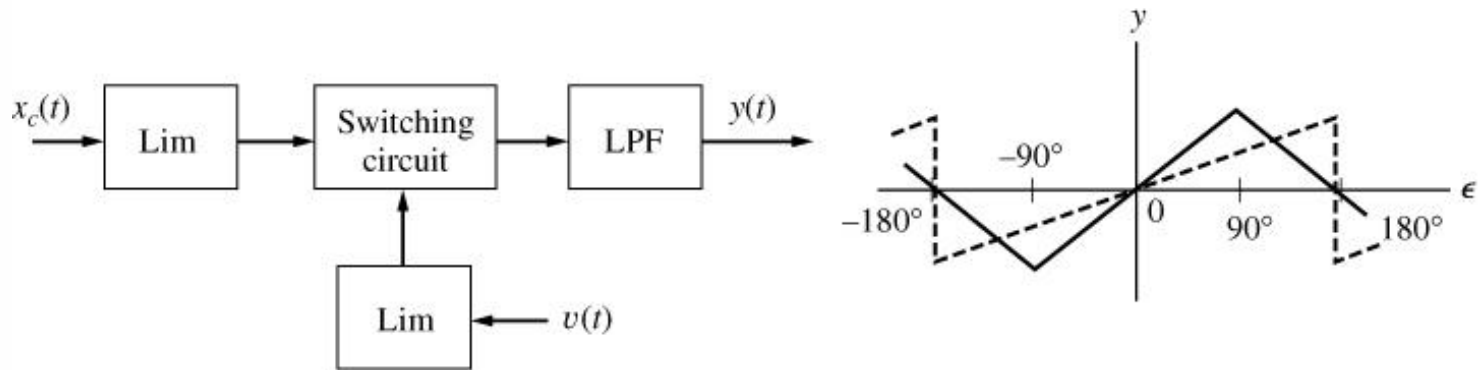 x_c(t)
Lim
Switching
circuit
LPF
y(t)
Lim
v(t)
y
–90°
–180°
0
90°
180°
ϵ